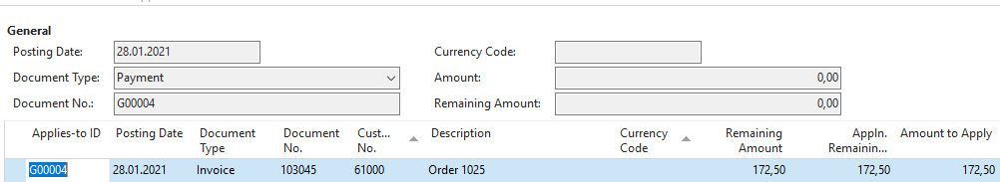 General
Posting Date: 28.01.2021 Currency Code:
Document Type: Payment Amount: 0,00
Document No.: G00004 Remaining Amount: 0,00
Applies-to ID Posting Date Document Type Document No. Cust... No. Description Currency Code Remaining Amount Appln. Remainin... Amount to Apply
G00004 28.01.2021 Invoice 103045 61000 Order 1025 172,50 172,50 172,50